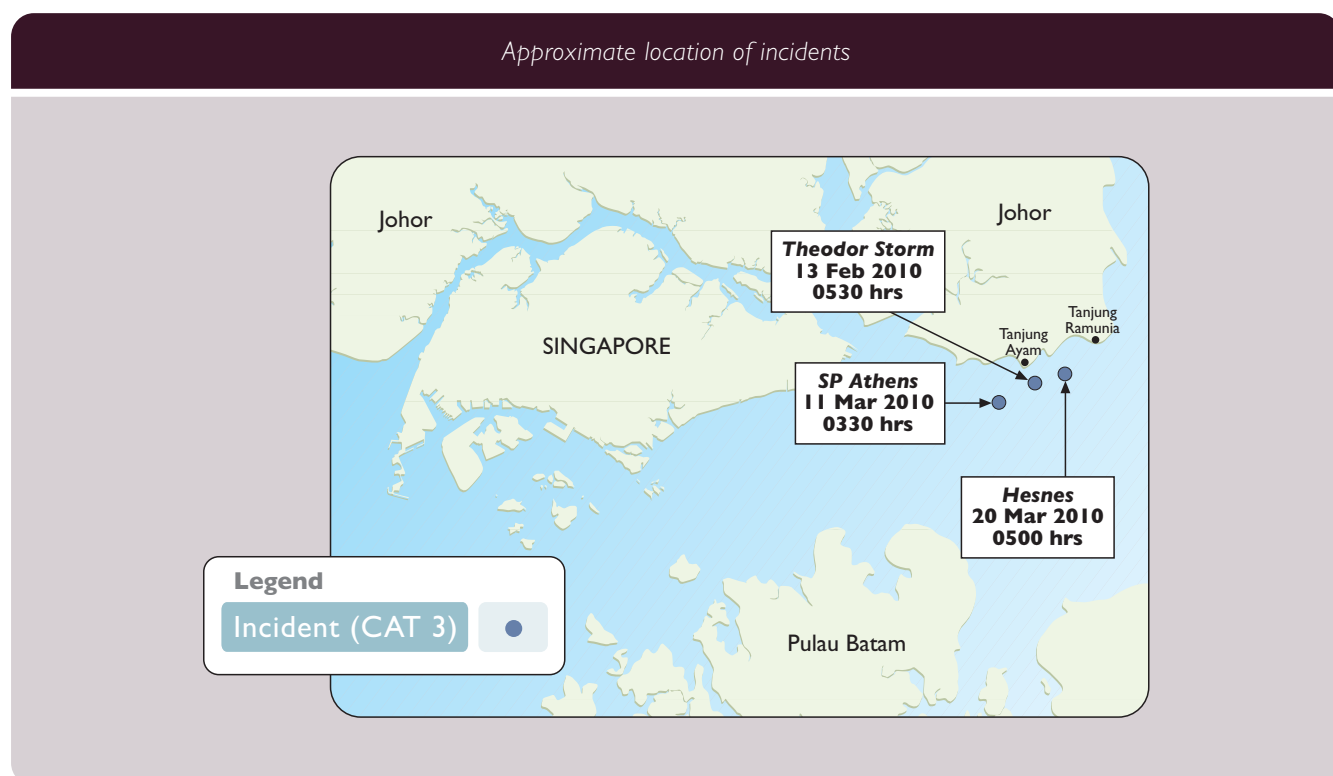 Approximate location of incidents
Johor
Johor
Theodor Storm
13 Feb 2010
0530 hrs
Tanjung
Ramunia
Tanjung
Ayam
SINGAPORE
SP Athens
11 Mar 2010
0330 hrs
Hesnes
20 Mar 2010
0500 hrs
Legend
Incident (CAT 3)
Pulau Batam